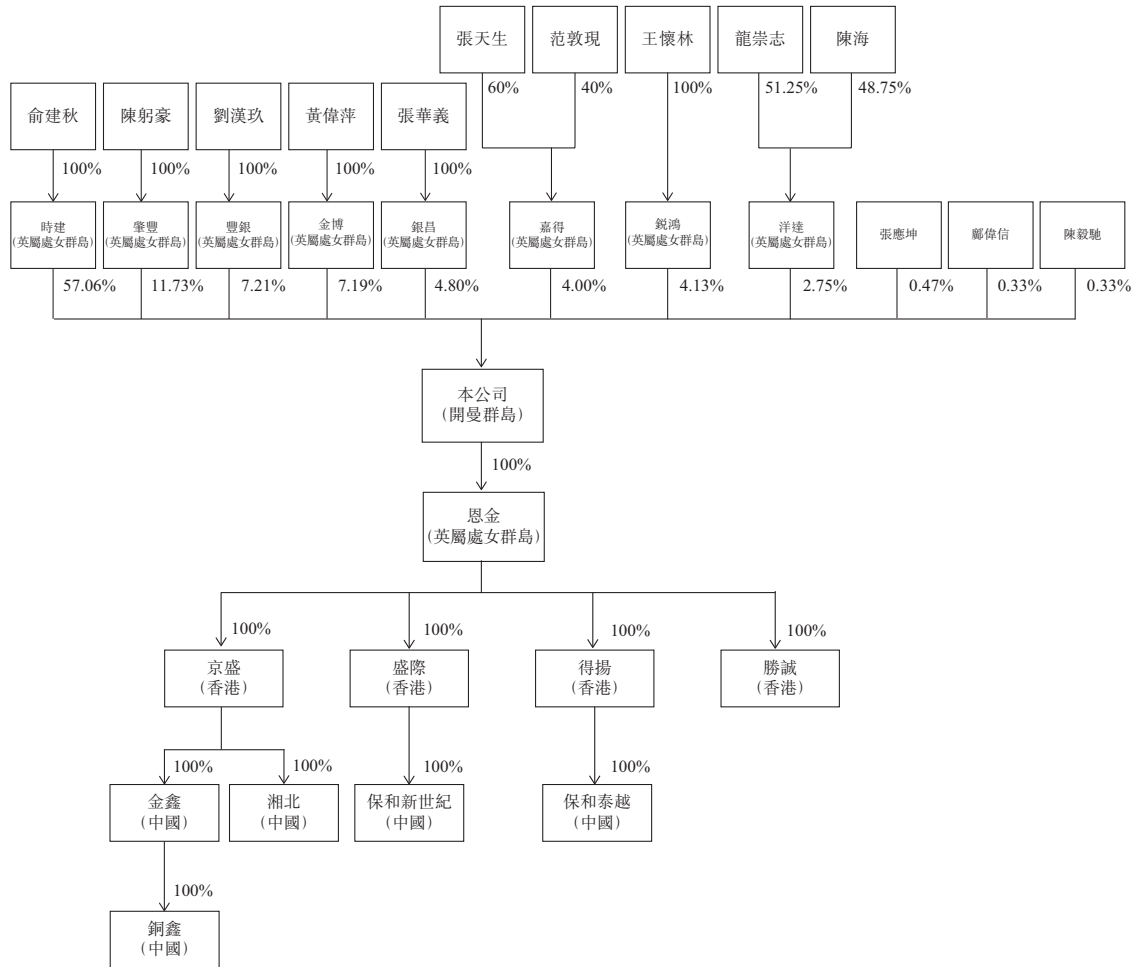 張天生
范敦現
王懷林
龍崇志
陳海
60%
40%
100%
51.25%
48.75%
俞建秋
陳躬豪
劉漢玖
黃偉萍
張華義
100%
100%
100%
100%
100%
時建
(英屬處女群島)
肇豐
(英屬處女群島)
豐銀
(英屬處女群島)
金博
(英屬處女群島)
銀昌
(英屬處女群島)
嘉得
(英屬處女群島)
銳鴻
(英屬處女群島)
洋達
(英屬處女群島)
張應坤
鄺偉信
陳毅馳
57.06%
11.73%
7.21%
7.19%
4.80%
4.00%
4.13%
2.75%
0.47%
0.33%
0.33%
本公司
(開曼群島)
100%
恩金
(英屬處女群島)
100%
100%
100%
100%
京盛
(香港)
盛際
(香港)
得揚
(香港)
勝誠
(香港)
100%
100%
100%
100%
金鑫
(中國)
湘北
(中國)
保和新世紀
(中國)
保和泰越
(中國)
100%
銅鑫
(中國)